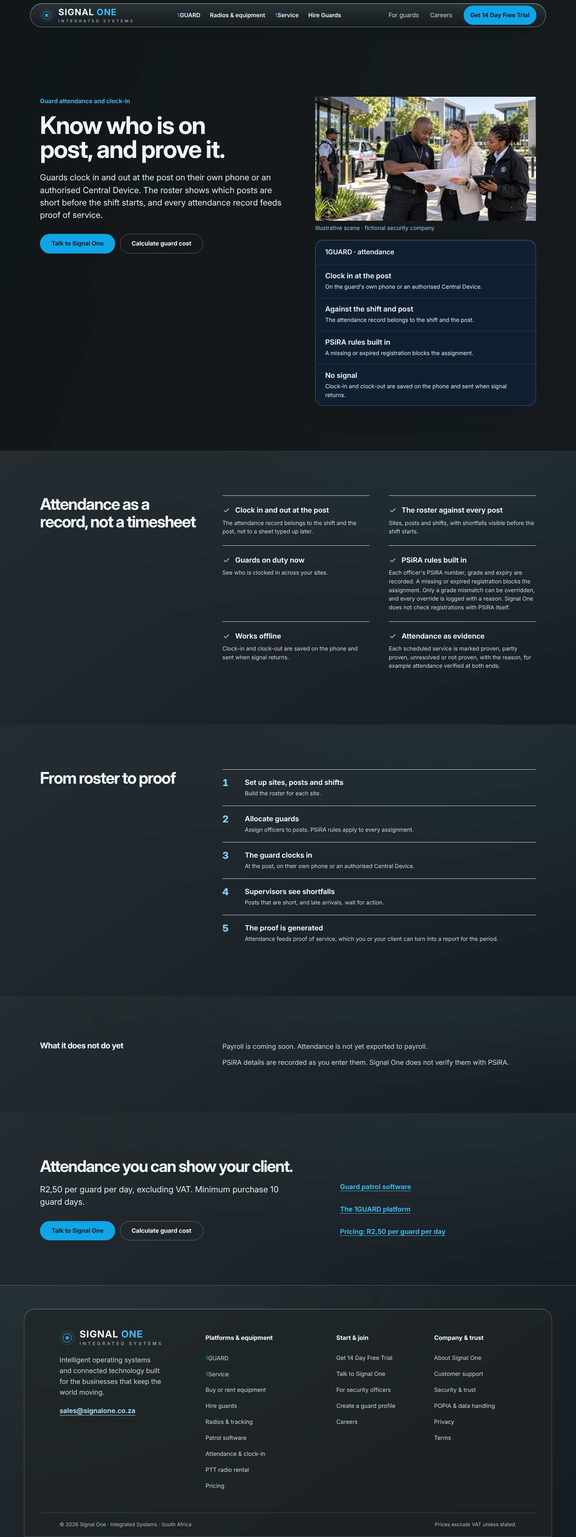 SIGNAL ONE
INTEGRATED SYSTEMS
1GUARD
Radios & equipment
1Service
Hire Guards
For guards
Careers
Get 14 Day Free Trial
Guard attendance and clock-in
Know who is on
post, and prove it.
Guards clock in and out at the post on their own phone or an
authorised Central Device. The roster shows which posts are
short before the shift starts, and every attendance record feeds
proof of service.
Talk to Signal One
Calculate guard cost
Illustrative scene · fictional security company
1GUARD · attendance
Clock in at the post
On the guard's own phone or an authorised Central Device.
Against the shift and post
The attendance record belongs to the shift and the post.
PSiRA rules built in
A missing or expired registration blocks the assignment.
No signal
Clock-in and clock-out are saved on the phone and sent when signal
returns.
Attendance as a
record, not a timesheet
Clock in and out at the post
The attendance record belongs to the shift and the
post, not to a sheet typed up later.
The roster against every post
Sites, posts and shifts, with shortfalls visible before the
shift starts.
Guards on duty now
See who is clocked in across your sites.
PSiRA rules built in
Each officer's PSiRA number, grade and expiry are
recorded. A missing or expired registration blocks the
assignment. Only a grade mismatch can be overridden,
and every override is logged with a reason. Signal One
does not check registrations with PSiRA itself.
Works offline
Clock-in and clock-out are saved on the phone and
sent when signal returns.
Attendance as evidence
Each scheduled service is marked proven, partly
proven, unresolved or not proven, with the reason, for
example attendance verified at both ends.
From roster to proof
1
Set up sites, posts and shifts
Build the roster for each site.
2
Allocate guards
Assign officers to posts. PSiRA rules apply to every assignment.
3
The guard clocks in
At the post, on their own phone or an authorised Central Device.
4
Supervisors see shortfalls
Posts that are short, and late arrivals, wait for action.
5
The proof is generated
Attendance feeds proof of service, which you or your client can turn into a report for the period.
What it does not do yet
Payroll is coming soon. Attendance is not yet exported to payroll.
PSiRA details are recorded as you enter them. Signal One does not verify them with PSiRA.
Attendance you can show your client.
R2,50 per guard per day, excluding VAT. Minimum purchase 10
guard days.
Talk to Signal One
Calculate guard cost
Guard patrol software
The 1GUARD platform
Pricing: R2,50 per guard per day
SIGNAL ONE
INTEGRATED SYSTEMS
Intelligent operating systems
and connected technology built
for the businesses that keep the
world moving.
sales@signalone.co.za
Platforms & equipment
1GUARD
1Service
Buy or rent equipment
Hire guards
Radios & tracking
Patrol software
Attendance & clock-in
PTT radio rental
Pricing
Start & join
Get 14 Day Free Trial
Talk to Signal One
For security officers
Create a guard profile
Careers
Company & trust
About Signal One
Customer support
Security & trust
POPIA & data handling
Privacy
Terms
© 2026 Signal One · Integrated Systems · South Africa
Prices exclude VAT unless stated.